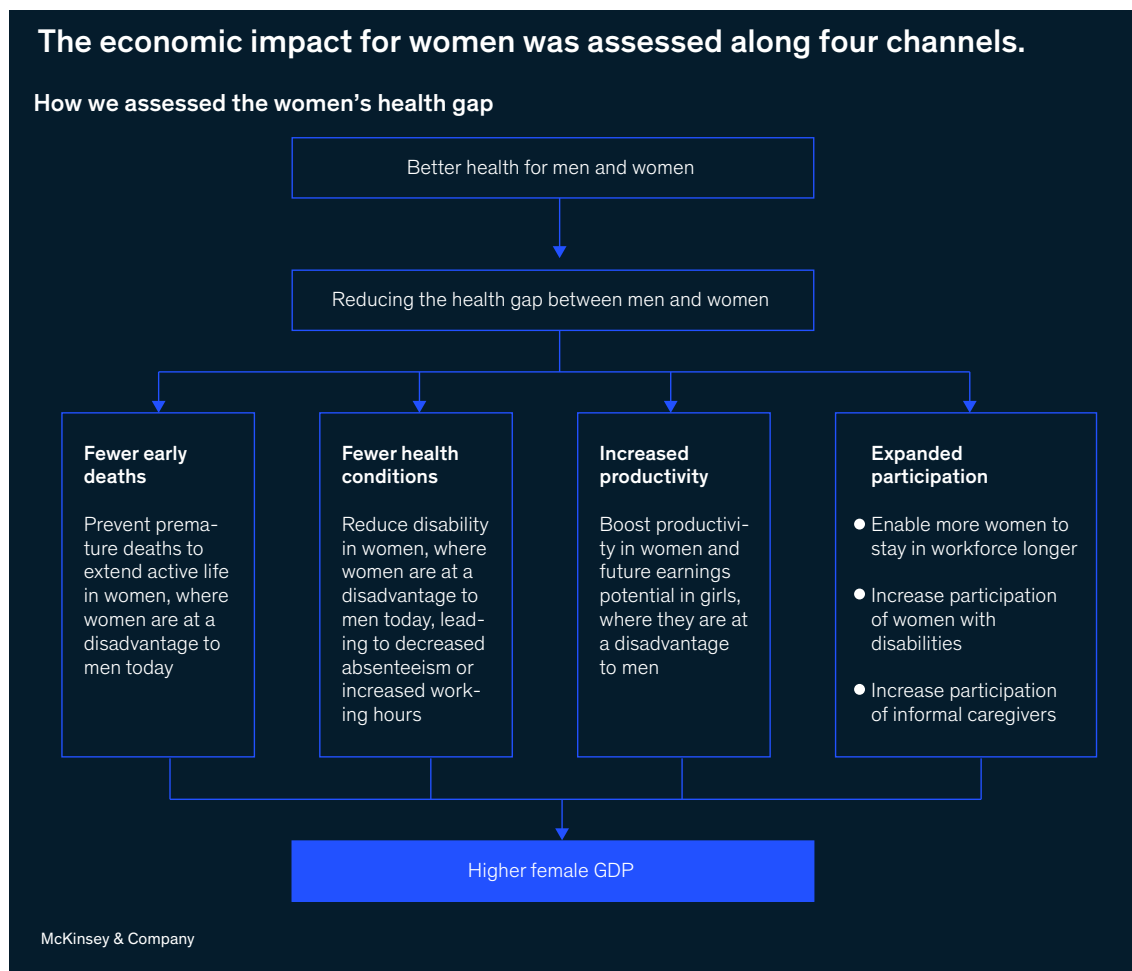 The economic impact for women was assessed along four channels.
How we assessed the women's health gap
Better health for men and women
Reducing the health gap between men and women
Fewer early
deaths
Prevent prema-
ture deaths to
extend active life
in women, where
women are at a
disadvantage to
men today
Fewer health
conditions
Reduce disability
in women, where
women are at a
disadvantage to
men today, lead-
ing to decreased
absenteeism or
increased work-
ing hours
Increased
productivity
Boost productivi-
ty in women and
future earnings
potential in girls,
where they are at
a disadvantage
to men
Expanded
participation
● Enable more women to
stay in workforce longer
● Increase participation
of women with
disabilities
● Increase participation
of informal caregivers
Higher female GDP
McKinsey & Company